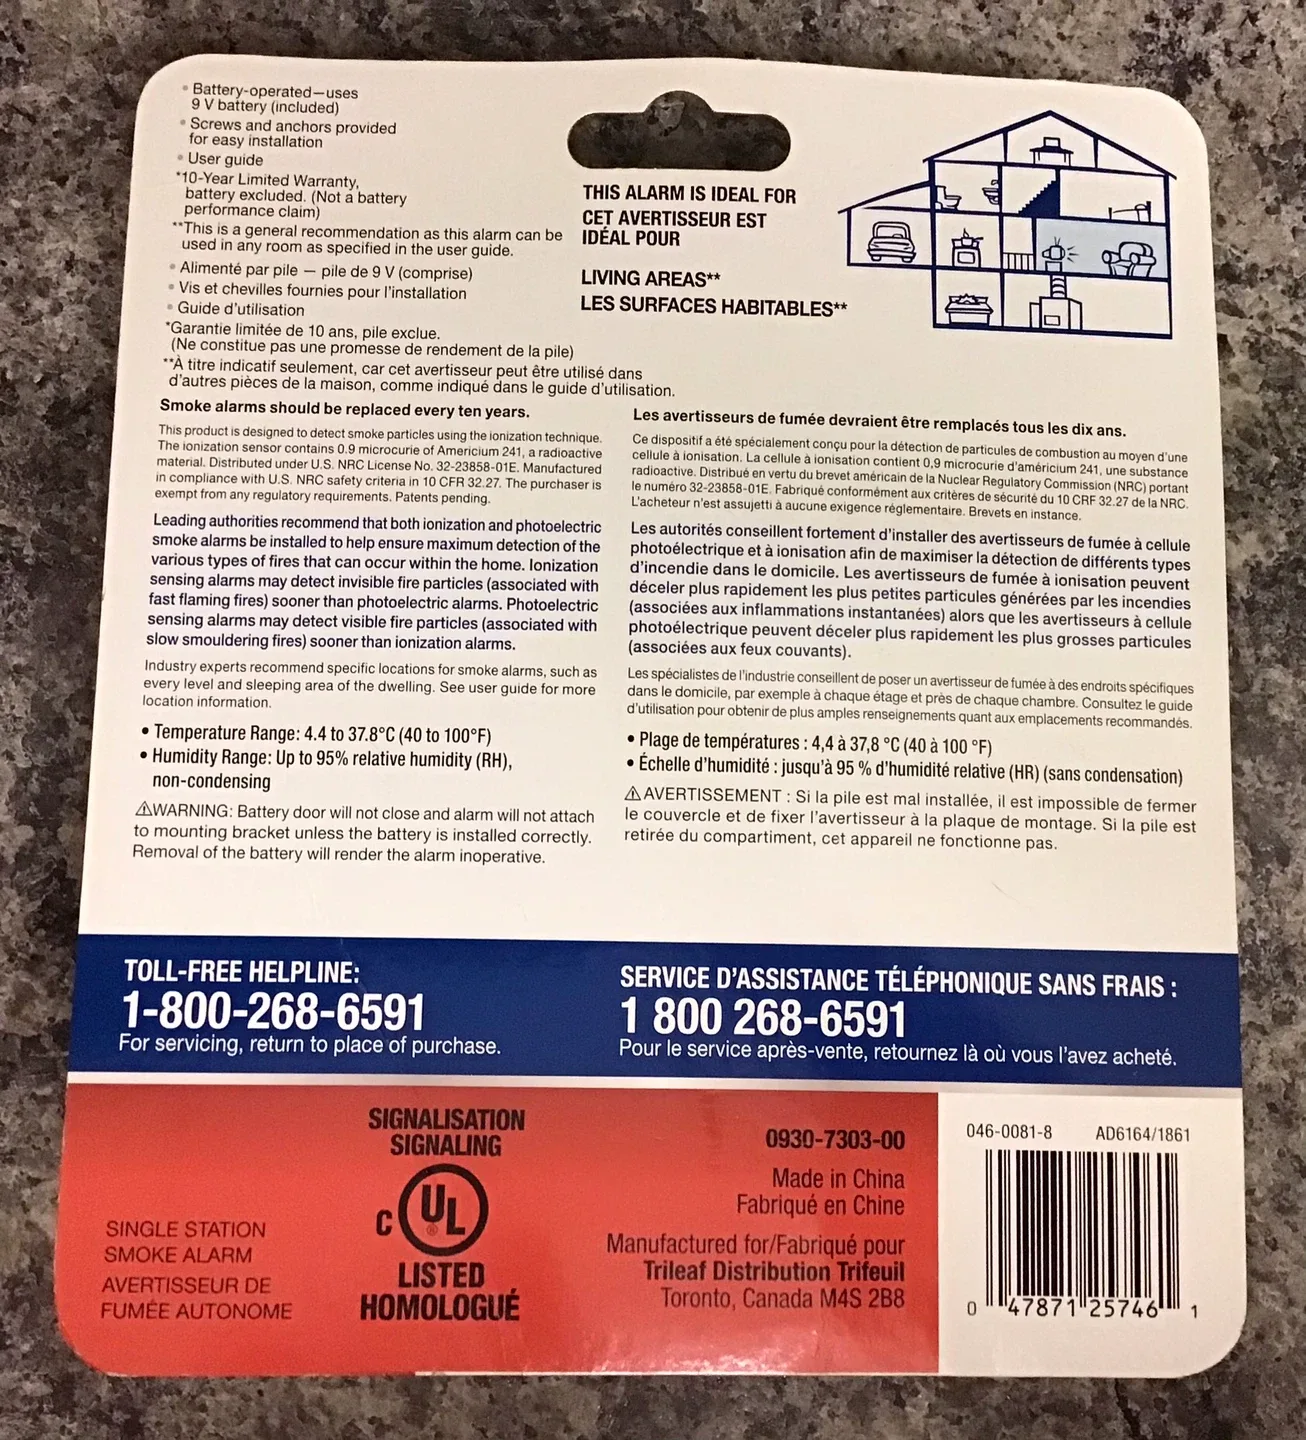 • Battery-operated—uses
9 V battery (included)
• Screws and anchors provided
for easy installation
• User guide
*10-Year Limited Warranty,
battery excluded. (Not a battery
performance claim)
**This is a general recommendation as this alarm can be
used in any room as specified in the user guide.
• Alimenté par pile — pile de 9 V (comprise)
• Vis et chevilles fournies pour l'installation
• Guide d'utilisation
*Garantie limitée de 10 ans, pile exclue.
(Ne constitue pas une promesse de rendement de la pile)
**À titre indicatif seulement, car cet avertisseur peut être utilisé dans
d'autres pièces de la maison, comme indiqué dans le guide d'utilisation.
THIS ALARM IS IDEAL FOR
CET AVERTISSEUR EST
IDÉAL POUR
LIVING AREAS**
LES SURFACES HABITABLES**
Smoke alarms should be replaced every ten years.
This product is designed to detect smoke particles using the ionization technique.
The ionization sensor contains 0.9 microcurie of Americium 241, a radioactive
material. Distributed under U.S. NRC License No. 32-23858-01E. Manufactured
in compliance with U.S. NRC safety criteria in 10 CFR 32.27. The purchaser is
exempt from any regulatory requirements. Patents pending.
Leading authorities recommend that both ionization and photoelectric
smoke alarms be installed to help ensure maximum detection of the
various types of fires that can occur within the home. Ionization
sensing alarms may detect invisible fire particles (associated with
fast flaming fires) sooner than photoelectric alarms. Photoelectric
sensing alarms may detect visible fire particles (associated with
slow smouldering fires) sooner than ionization alarms.
Industry experts recommend specific locations for smoke alarms, such as
every level and sleeping area of the dwelling. See user guide for more
location information.
• Temperature Range: 4.4 to 37.8°C (40 to 100°F)
• Humidity Range: Up to 95% relative humidity (RH),
non-condensing
⚠WARNING: Battery door will not close and alarm will not attach
to mounting bracket unless the battery is installed correctly.
Removal of the battery will render the alarm inoperative.
Les avertisseurs de fumée devraient être remplacés tous les dix ans.
Ce dispositif a été spécialement conçu pour la détection de particules de combustion au moyen d'une
cellule à ionisation. La cellule à ionisation contient 0,9 microcurie d'américium 241, une substance
radioactive. Distribué en vertu du brevet américain de la Nuclear Regulatory Commission (NRC) portant
le numéro 32-23858-01E. Fabriqué conformément aux critères de sécurité du 10 CRF 32.27 de la NRC.
L'acheteur n'est assujetti à aucune exigence réglementaire. Brevets en instance.
Les autorités conseillent fortement d'installer des avertisseurs de fumée à cellule
photoélectrique et à ionisation afin de maximiser la détection de différents types
d'incendie dans le domicile. Les avertisseurs de fumée à ionisation peuvent
déceler plus rapidement les plus petites particules générées par les incendies
(associées aux inflammations instantanées) alors que les avertisseurs à cellule
photoélectrique peuvent déceler plus rapidement les plus grosses particules
(associées aux feux couvants).
Les spécialistes de l'industrie conseillent de poser un avertisseur de fumée à des endroits spécifiques
dans le domicile, par exemple à chaque étage et près de chaque chambre. Consultez le guide
d'utilisation pour obtenir de plus amples renseignements quant aux emplacements recommandés.
• Plage de températures : 4,4 à 37,8 °C (40 à 100 °F)
• Échelle d'humidité : jusqu'à 95 % d'humidité relative (HR) (sans condensation)
⚠AVERTISSEMENT : Si la pile est mal installée, il est impossible de fermer
le couvercle et de fixer l'avertisseur à la plaque de montage. Si la pile est
retirée du compartiment, cet appareil ne fonctionne pas.
TOLL-FREE HELPLINE:
1-800-268-6591
For servicing, return to place of purchase.
SERVICE D'ASSISTANCE TÉLÉPHONIQUE SANS FRAIS :
1 800 268-6591
Pour le service après-vente, retournez là où vous l'avez acheté.
SINGLE STATION
SMOKE ALARM
AVERTISSEUR DE
FUMÉE AUTONOME
SIGNALISATION
SIGNALING
C UL ®
LISTED
HOMOLOGUÉ
0930-7303-00
Made in China
Fabriqué en Chine
Manufactured for/Fabriqué pour
Trileaf Distribution Trifeuil
Toronto, Canada M4S 2B8
046-0081-8 AD6164/1861
0 47871 25746 1